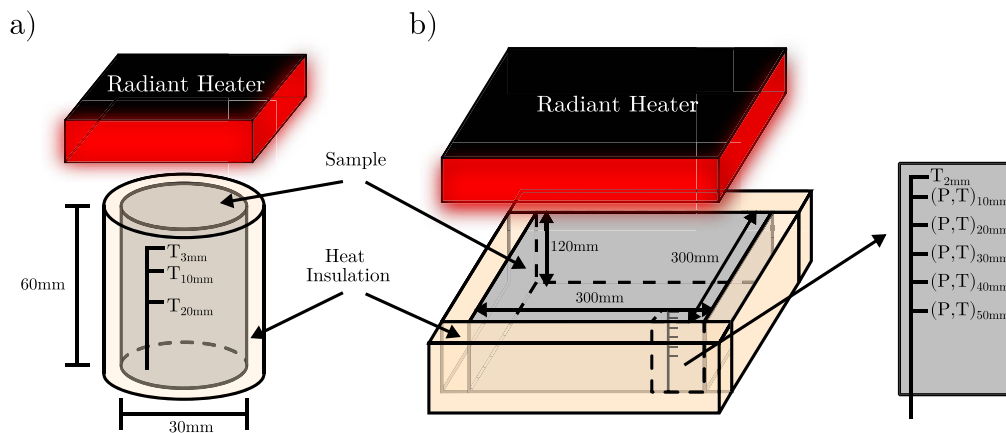 a)
Radiant Heater
Sample
T3mm
T10mm
T20mm
60mm
30mm
Heat
Insulation
b)
Radiant Heater
120mm
300mm
300mm
T2mm
(P,T)10mm
(P,T)20mm
(P,T)30mm
(P,T)40mm
(P,T)50mm